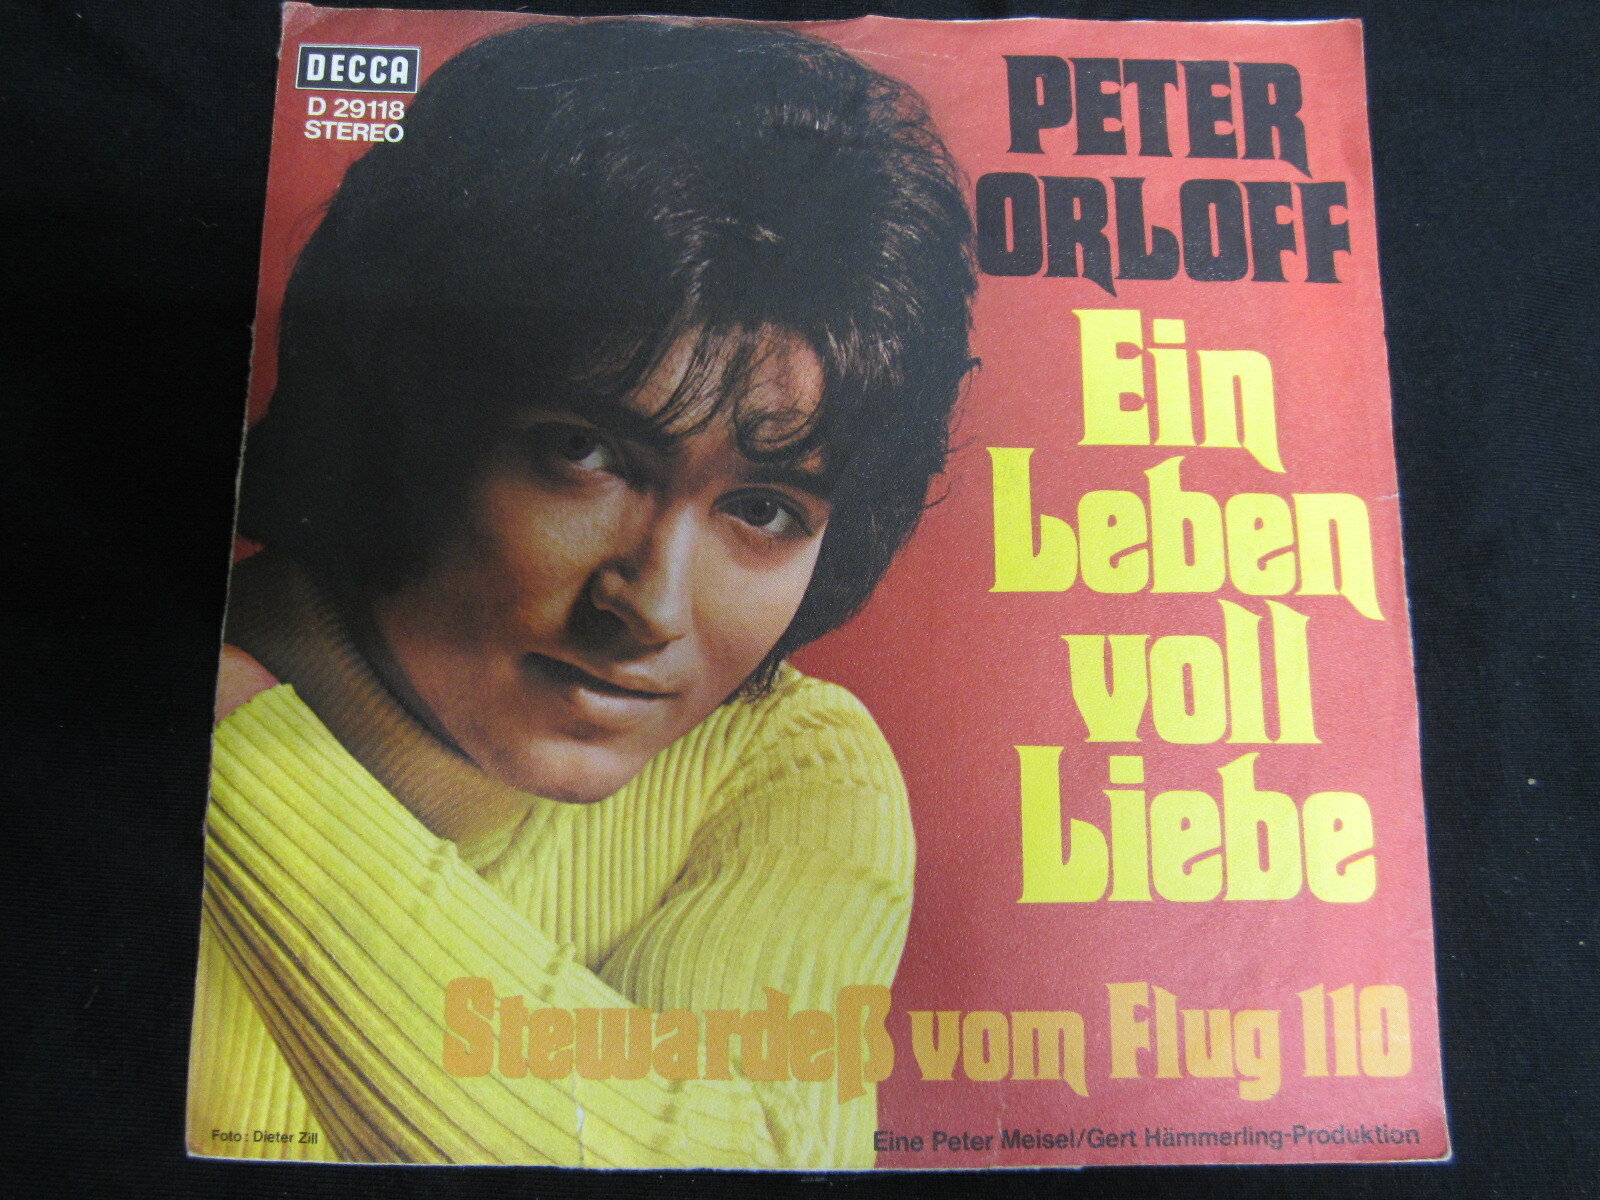 DECCA
D 29118
STEREO
PETER
ORLOFF
Ein
Leben
voll
Liebe
Stewardeß vom Flug 110
Foto: Dieter Zill
Eine Peter Meisel/Gert Hämmerling-Produktion